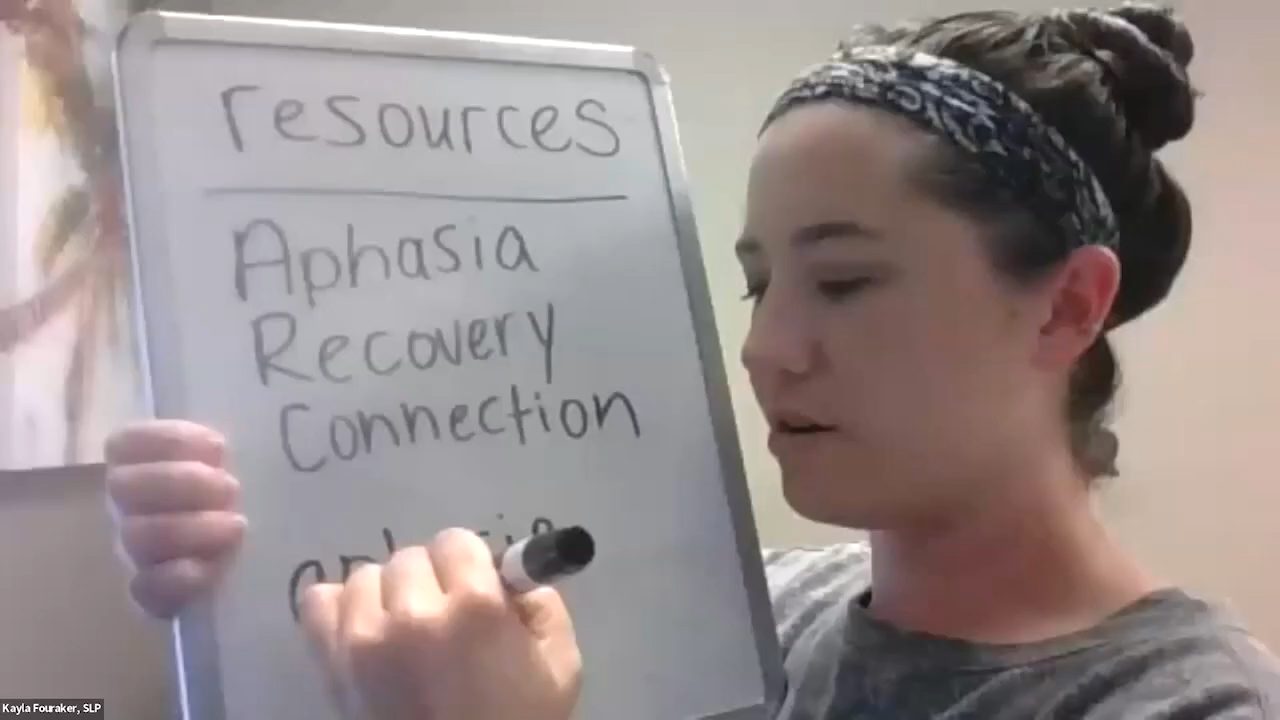 resources
Aphasia
Recovery
Connection
Kayla Fouraker, SLP